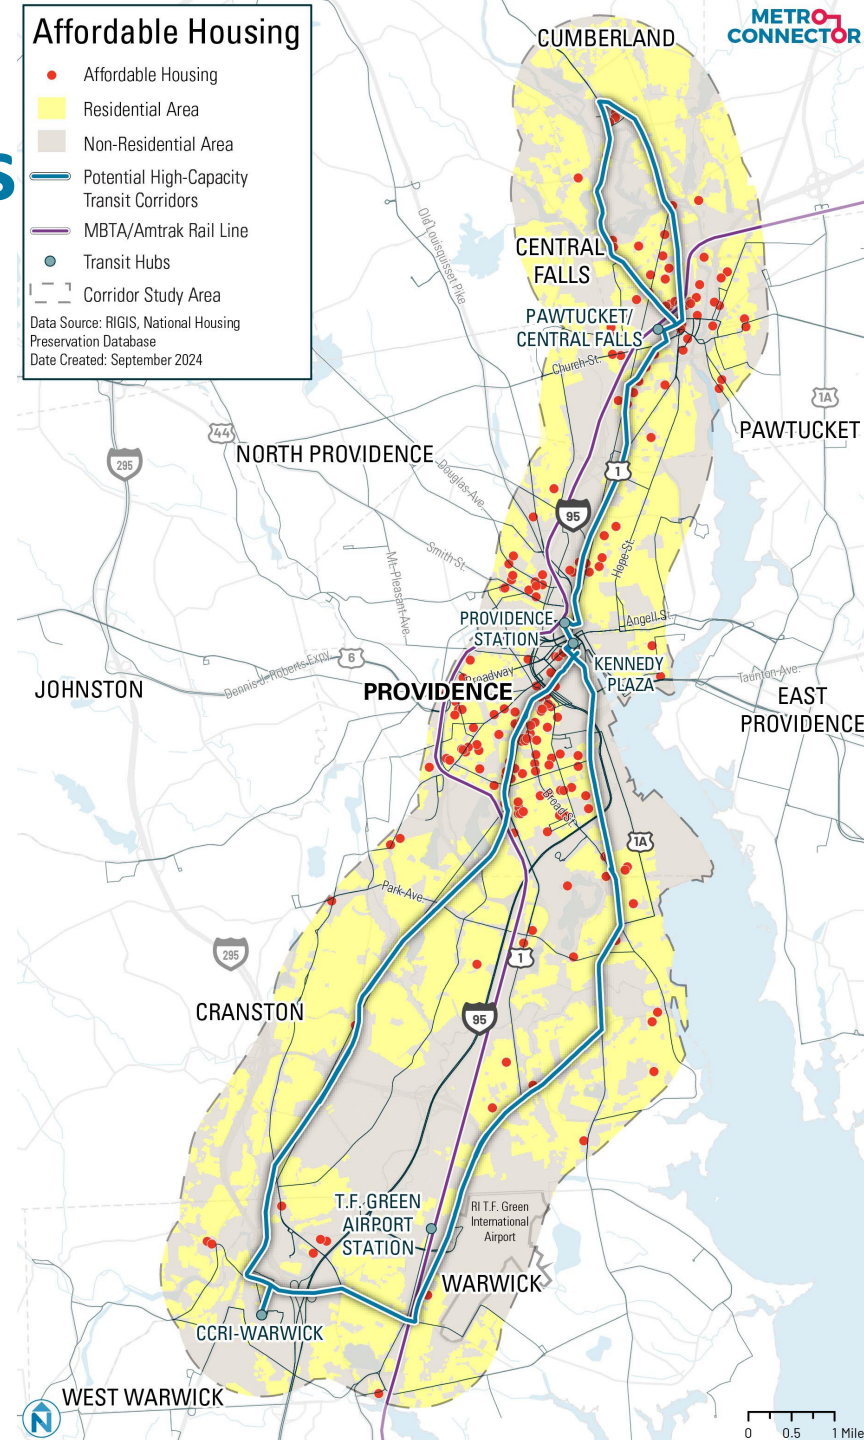 Affordable Housing
Affordable Housing
Residential Area
Non-Residential Area
Potential High-Capacity
Transit Corridors
MBTA/Amtrak Rail Line
Transit Hubs
Corridor Study Area
Data Source: RIGIS, National Housing
Preservation Database
Date Created: September 2024
S
METRO
CONNECTOR
CUMBERLAND
Old Louisquisset Pike
CENTRAL
FALLS
PAWTUCKET/
CENTRAL FALLS
Church St.
1A
PAWTUCKET
44
295
NORTH PROVIDENCE
1
Douglas Ave.
95
Smith St.
Hope St.
Mt. Pleasant Ave.
PROVIDENCE
STATION
Angell St.
6
Dennis J. Roberts Expy
Broadway
KENNEDY
PLAZA
Taunton Ave.
JOHNSTON
PROVIDENCE
EAST
PROVIDENCE
Broad St.
1A
Park Ave.
295
1
CRANSTON
95
T.F. GREEN
AIRPORT
STATION
RI T.F. Green
International
Airport
WARWICK
CCRI-WARWICK
WEST WARWICK
N
0 0.5 1 Mile